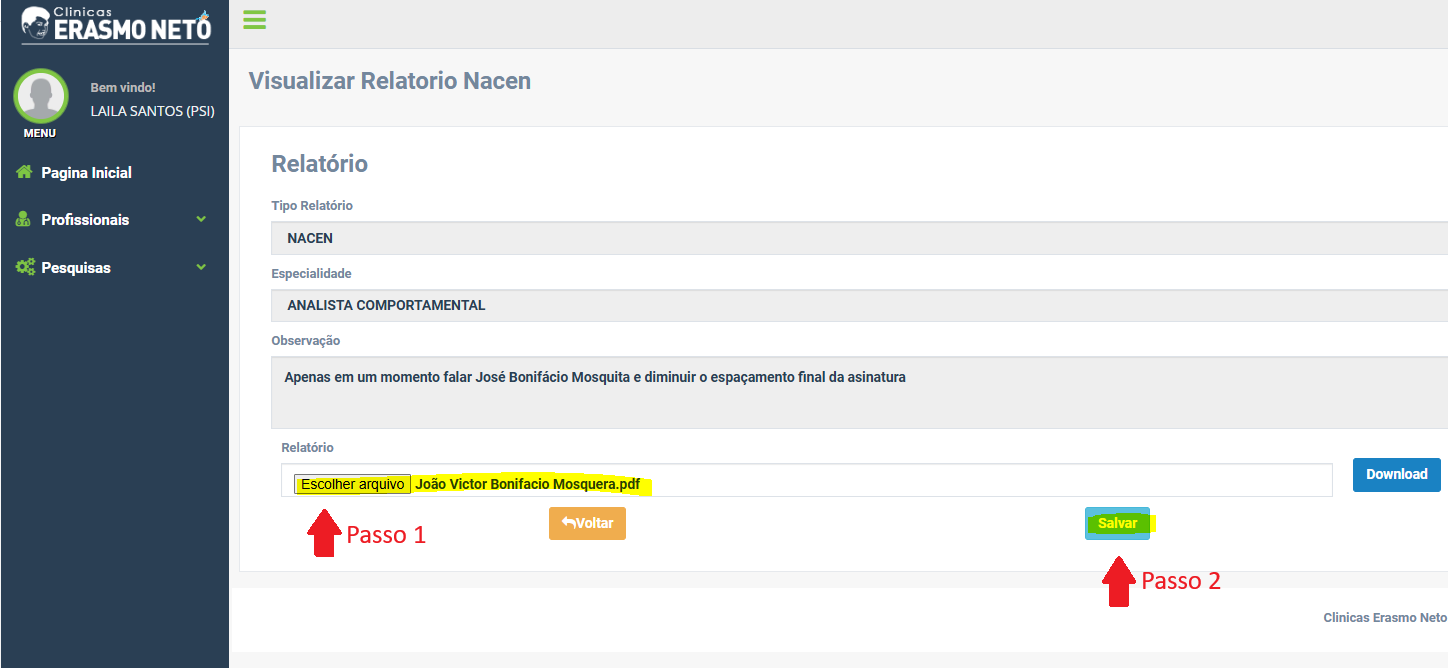 Clinicas
ERASMO NETO
Bem vindo!
LAILA SANTOS (PSI)
MENU
Pagina Inicial
Profissionais
Pesquisas
Visualizar Relatorio Nacen
Relatório
Tipo Relatório
NACEN
Especialidade
ANALISTA COMPORTAMENTAL
Observação
Apenas em um momento falar José Bonifácio Mosquita e diminuir o espaçamento final da asinatura
Relatório
Escolher arquivo João Victor Bonifacio Mosquera.pdf
Download
Voltar
Salvar
Passo 1
Passo 2
Clinicas Erasmo Neto